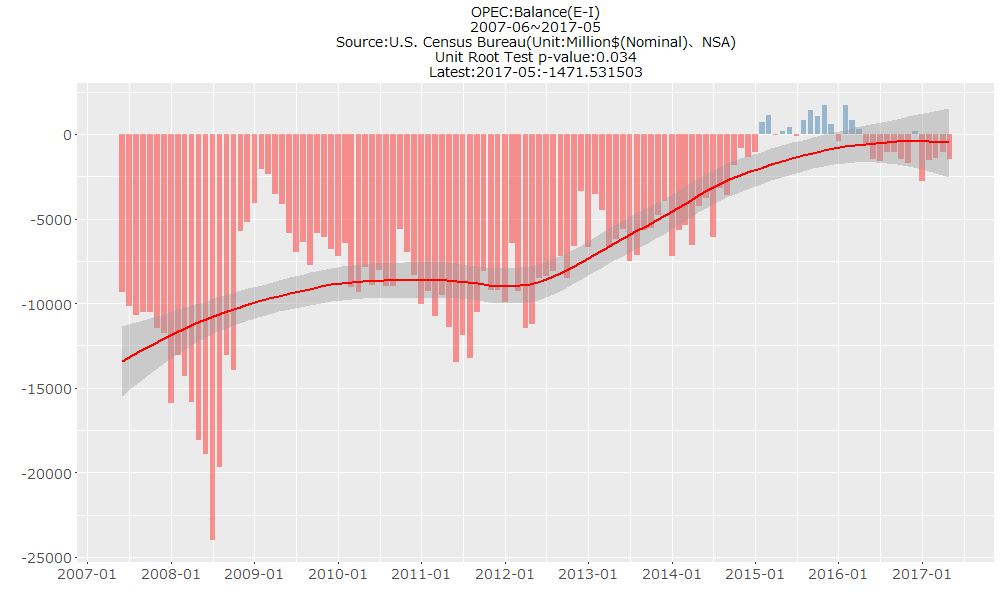 OPEC:Balance(E-I)
2007-06~2017-05
Source:U.S. Census Bureau(Unit:Million$(Nominal)、NSA)
Unit Root Test p-value:0.034
Latest:2017-05:-1471.531503
0
-5000
-10000
-15000
-20000
-25000
2007-01 2008-01 2009-01 2010-01 2011-01 2012-01 2013-01 2014-01 2015-01 2016-01 2017-01